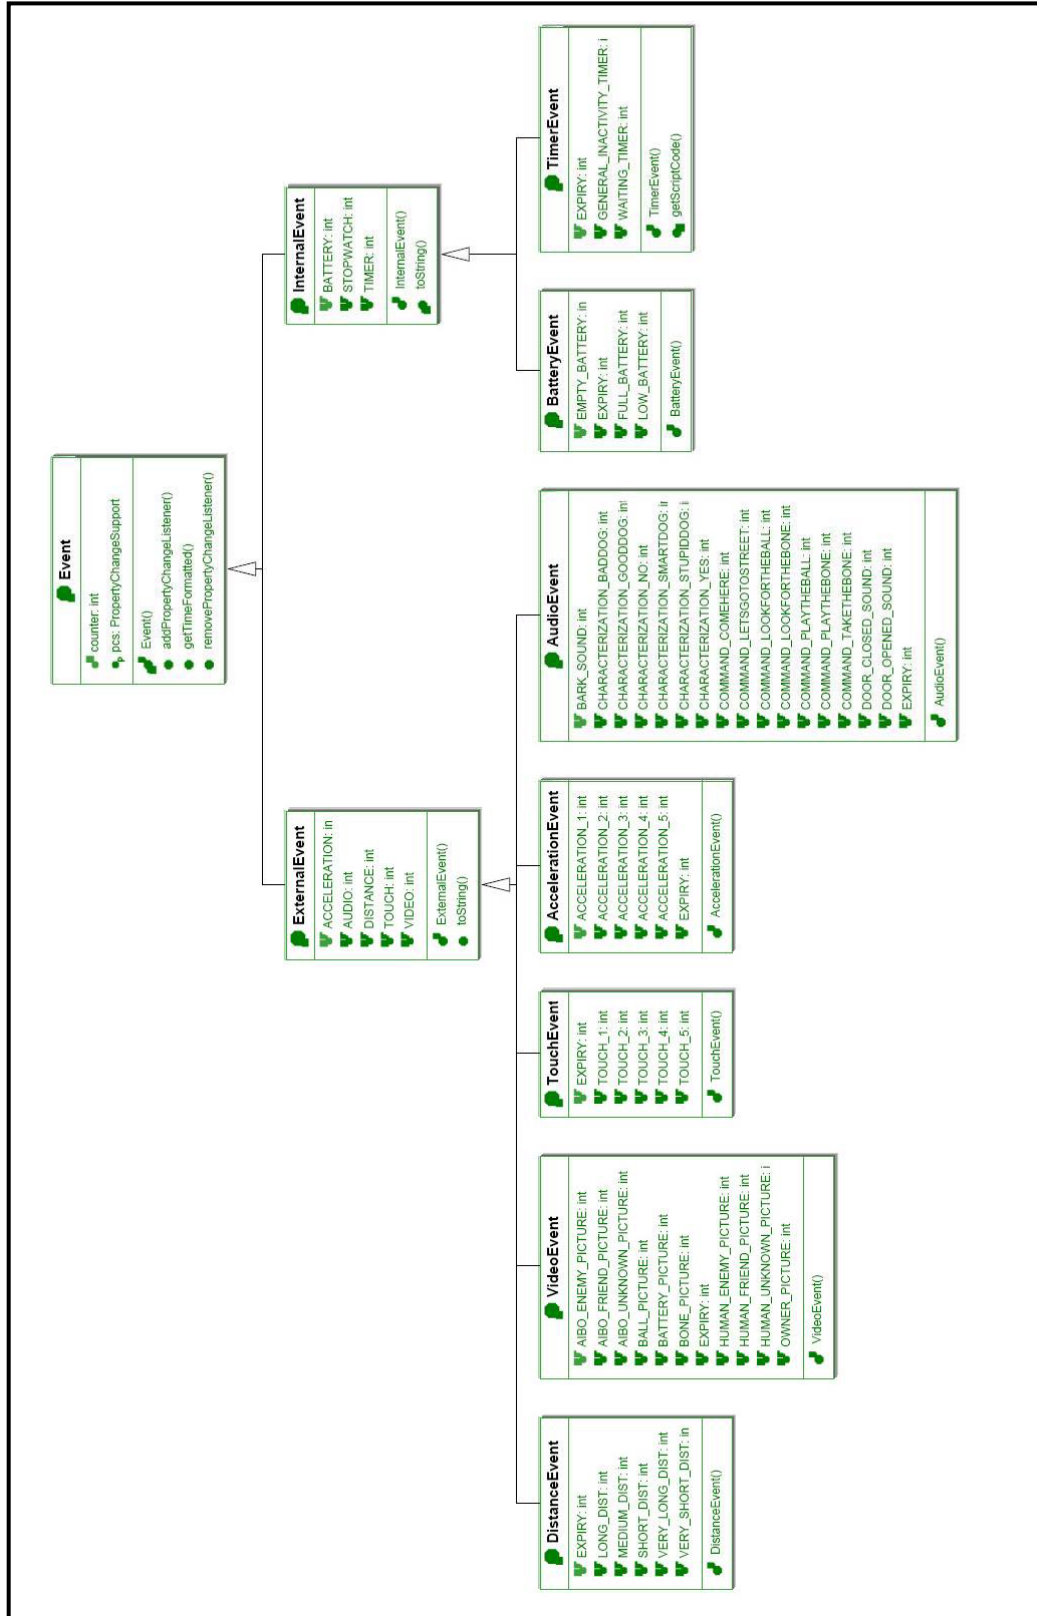 Event
counter: int
pcs: PropertyChangeSupport
Event()
addPropertyChangeListener()
getTimeFormatted()
removePropertyChangeListener()
ExternalEvent
ACCELERATION: in
AUDIO: int
DISTANCE: int
TOUCH: int
VIDEO: int
ExternalEvent()
toString()
InternalEvent
BATTERY: int
STOPWATCH: int
TIMER: int
InternalEvent()
toString()
DistanceEvent
EXPIRY: int
LONG_DIST: int
MEDIUM_DIST: int
SHORT_DIST: int
VERY_LONG_DIST: int
VERY_SHORT_DIST: in
DistanceEvent()
VideoEvent
AIBO_ENEMY_PICTURE: int
AIBO_FRIEND_PICTURE: int
AIBO_UNKNOWN_PICTURE: int
BALL_PICTURE: int
BATTERY_PICTURE: int
BONE_PICTURE: int
EXPIRY: int
HUMAN_ENEMY_PICTURE: int
HUMAN_FRIEND_PICTURE: int
HUMAN_UNKNOWN_PICTURE: i
OWNER_PICTURE: int
VideoEvent()
TouchEvent
EXPIRY: int
TOUCH_1: int
TOUCH_2: int
TOUCH_3: int
TOUCH_4: int
TOUCH_5: int
TouchEvent()
AccelerationEvent
ACCELERATION_1: int
ACCELERATION_2: int
ACCELERATION_3: int
ACCELERATION_4: int
ACCELERATION_5: int
EXPIRY: int
AccelerationEvent()
AudioEvent
BARK_SOUND: int
CHARACTERIZATION_BADDOG: int
CHARACTERIZATION_GOODDOG: int
CHARACTERIZATION_NO: int
CHARACTERIZATION_SMARTDOG: in
CHARACTERIZATION_STUPIDDOG: i
CHARACTERIZATION_YES: int
COMMAND_COMEHERE: int
COMMAND_LETSGOTOSTREET: int
COMMAND_LOOKFORTHEBALL: int
COMMAND_LOOKFORTHEBONE: int
COMMAND_PLAYTHEBALL: int
COMMAND_PLAYTHEBONE: int
COMMAND_TAKETHEBONE: int
DOOR_CLOSED_SOUND: int
DOOR_OPENED_SOUND: int
EXPIRY: int
AudioEvent()
BatteryEvent
EMPTY_BATTERY: in
EXPIRY: int
FULL_BATTERY: int
LOW_BATTERY: int
BatteryEvent()
TimerEvent
EXPIRY: int
GENERAL_INACTIVITY_TIMER: i
WAITING_TIMER: int
TimerEvent()
getScriptCode()